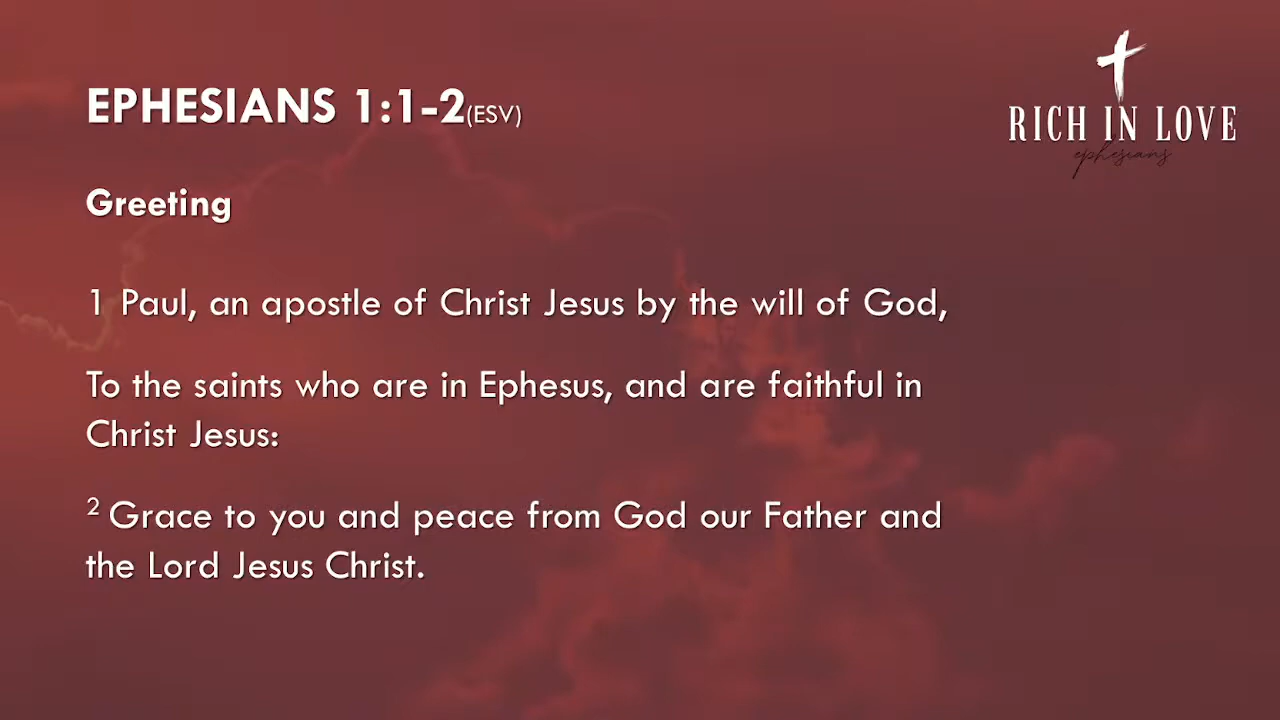 EPHESIANS 1:1-2(ESV)
RICH IN LOVE
ephesians
Greeting
1 Paul, an apostle of Christ Jesus by the will of God,
To the saints who are in Ephesus, and are faithful in
Christ Jesus:
2 Grace to you and peace from God our Father and
the Lord Jesus Christ.